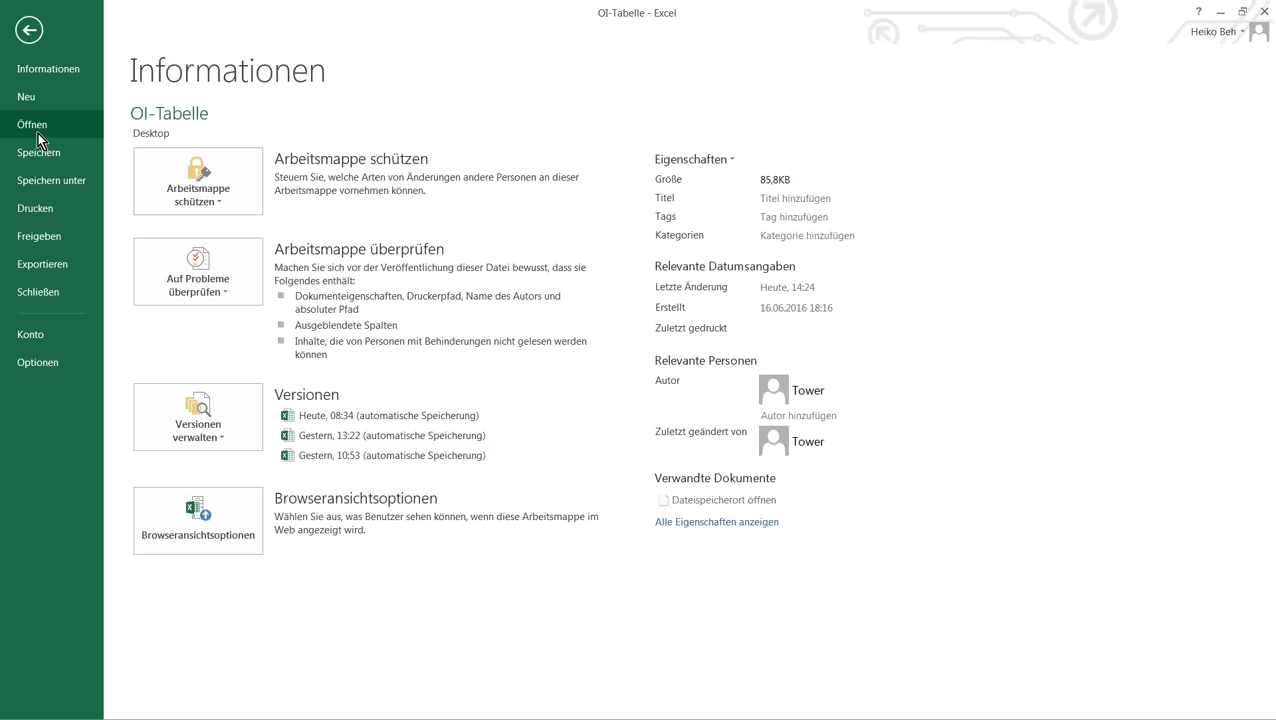 OI-Tabelle - Excel
?
Heiko Beh
Informationen
Neu
Öffnen
Speichern
Speichern unter
Drucken
Freigeben
Exportieren
Schließen
Konto
Optionen
Informationen
OI-Tabelle
Desktop
Arbeitsmappe
schützen
Arbeitsmappe schützen
Steuern Sie, welche Arten von Änderungen andere Personen an dieser
Arbeitsmappe vornehmen können.
Auf Probleme
überprüfen
Arbeitsmappe überprüfen
Machen Sie sich vor der Veröffentlichung dieser Datei bewusst, dass sie
Folgendes enthält:
Dokumenteigenschaften, Druckerpfad, Name des Autors und
absoluter Pfad
Ausgeblendete Spalten
Inhalte, die von Personen mit Behinderungen nicht gelesen werden
können
Versionen
verwalten
Versionen
Heute, 08:34 (automatische Speicherung)
Gestern, 13:22 (automatische Speicherung)
Gestern, 10:53 (automatische Speicherung)
Browseransichtsoptionen
Browseransichtsoptionen
Wählen Sie aus, was Benutzer sehen können, wenn diese Arbeitsmappe im
Web angezeigt wird.
Eigenschaften
Größe 85,8KB
Titel Titel hinzufügen
Tags Tag hinzufügen
Kategorien Kategorie hinzufügen
Relevante Datumsangaben
Letzte Änderung Heute, 14:24
Erstellt 16.06.2016 18:16
Zuletzt gedruckt
Relevante Personen
Autor Tower
Autor hinzufügen
Zuletzt geändert von Tower
Verwandte Dokumente
Dateispeicherort öffnen
Alle Eigenschaften anzeigen